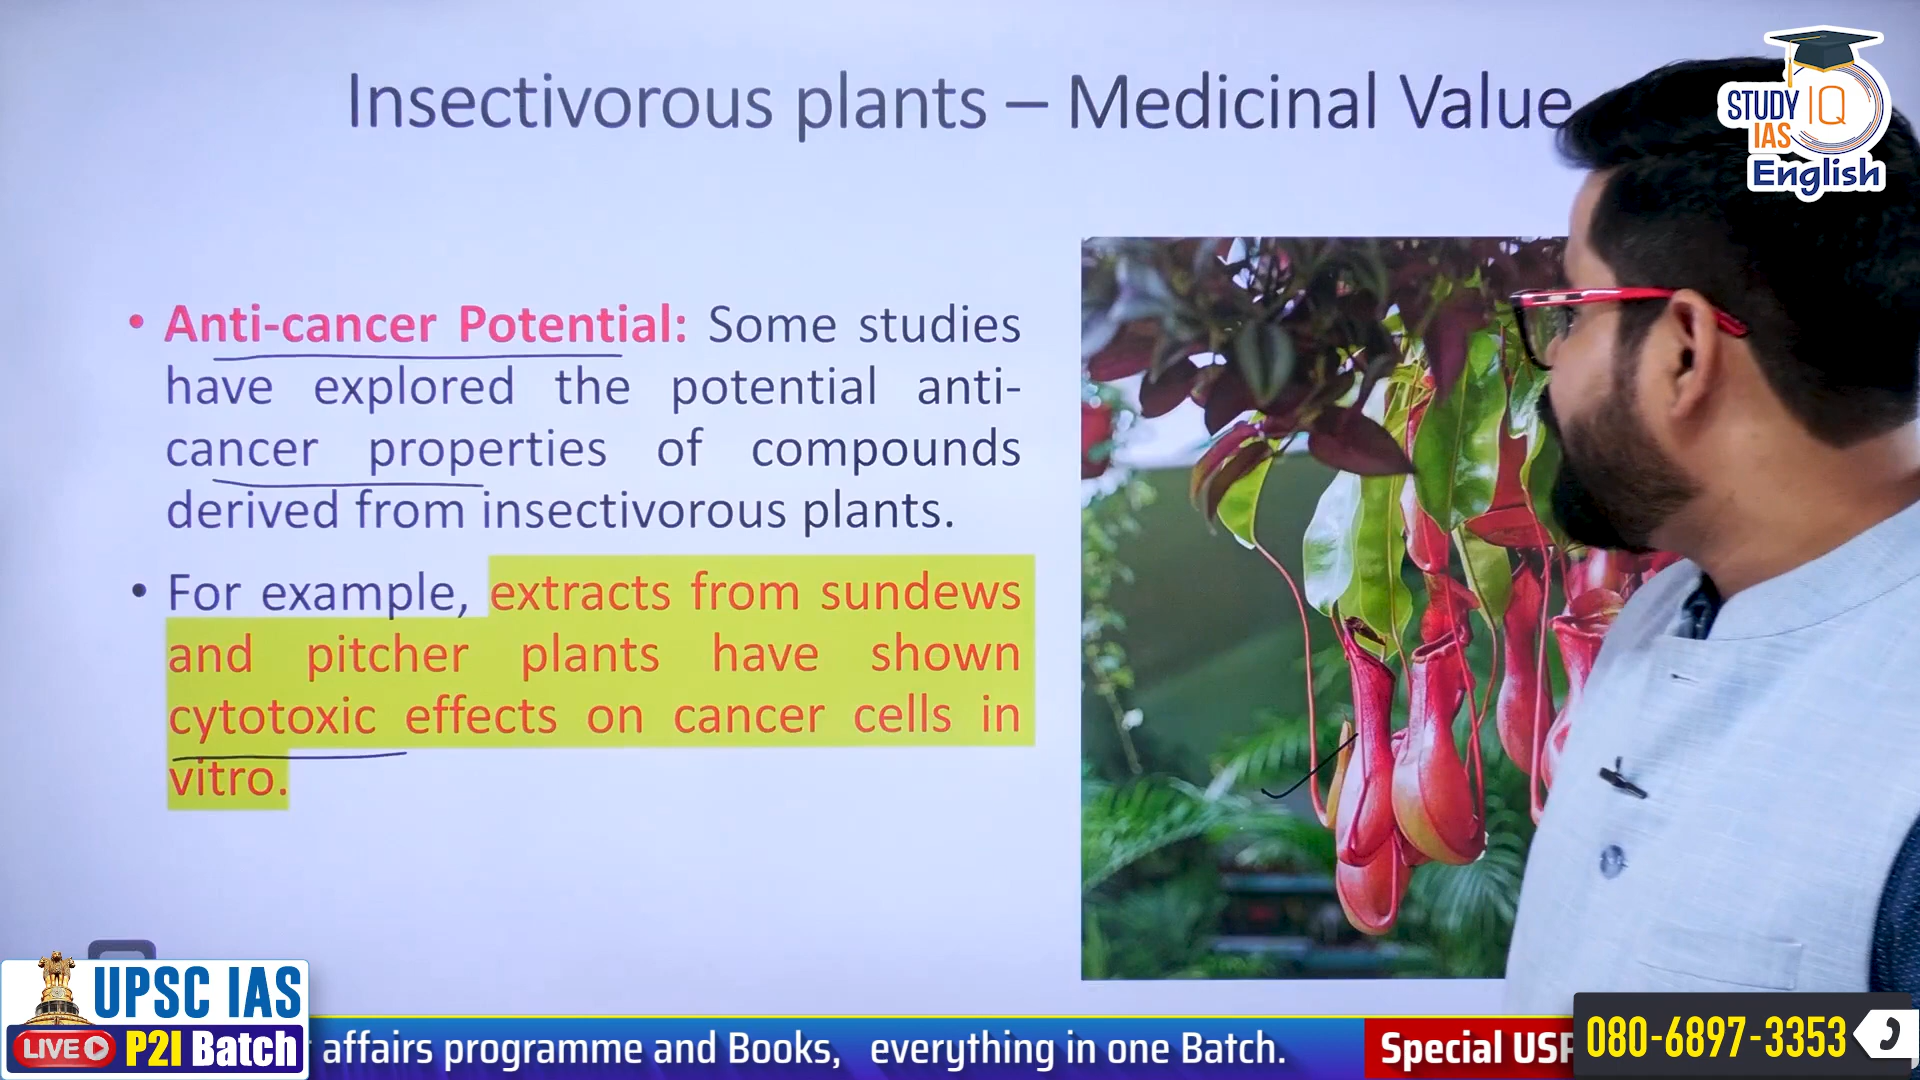 Insectivorous plants – Medicinal Value
STUDY IQ
IAS
English
• Anti-cancer Potential: Some studies
have explored the potential anti-
cancer properties of compounds
derived from insectivorous plants.
• For example, extracts from sundews
and pitcher plants have shown
cytotoxic effects on cancer cells in
vitro.
UPSC IAS
LIVE P2I Batch
affairs programme and Books, everything in one Batch.
Special
080-6897-3353